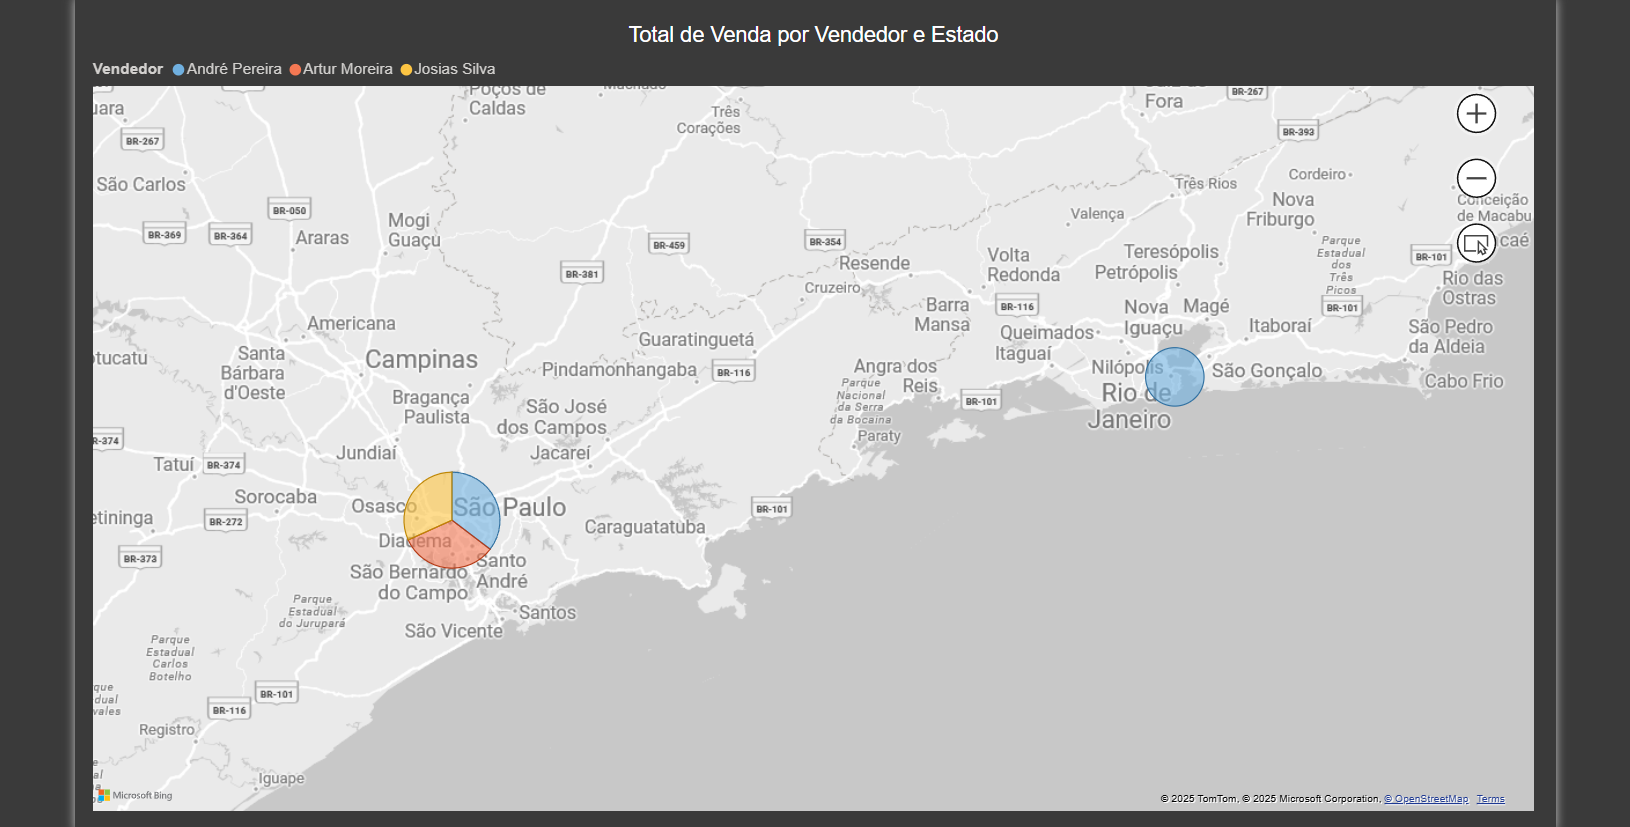 Total de Venda por Vendedor e Estado
Vendedor André Pereira Artur Moreira Josias Silva
Poços de
Caldas
Três
Corações
Fora
BR-267
BR-393
BR-267
São Carlos
BR-050
Mogi
Guaçu
BR-369
BR-364
Araras
BR-381
BR-459
BR-354
Resende
Cruzeiro
Valença
Três Rios
Cordeiro
Nova
Friburgo
Conceição
de Macabu
Volta
Redonda
Teresópolis
Petrópolis
Parque
Estadual
dos
Três
Picos
BR-101
Rio das
Ostras
Barra
Mansa
BR-116
Nova
Iguaçu
Magé
BR-101
Itaboraí
São Pedro
da Aldeia
Queimados
Itaguaí
Americana
Guaratinguetá
Santa
Bárbara
d'Oeste
Campinas
Pindamonhangaba
BR-116
Angra dos
Reis
Nilópolis
São Gonçalo
Cabo Frio
Rio de
Janeiro
Parque
Nacional
da Serra
da Bocaina
BR-101
Paraty
Bragança
Paulista
São José
dos Campos
Jacareí
Jundiaí
BR-374
Tatuí
BR-374
Sorocaba
Osasco
São Paulo
BR-101
BR-272
Caraguatatuba
Diadema
BR-373
Santo
André
São Bernardo
do Campo
Parque
Estadual
do Jurupará
Santos
São Vicente
Parque
Estadual
Carlos
Botelho
BR-101
BR-116
Registro
Iguape
Microsoft Bing
© 2025 TomTom, © 2025 Microsoft Corporation, © OpenStreetMap Terms